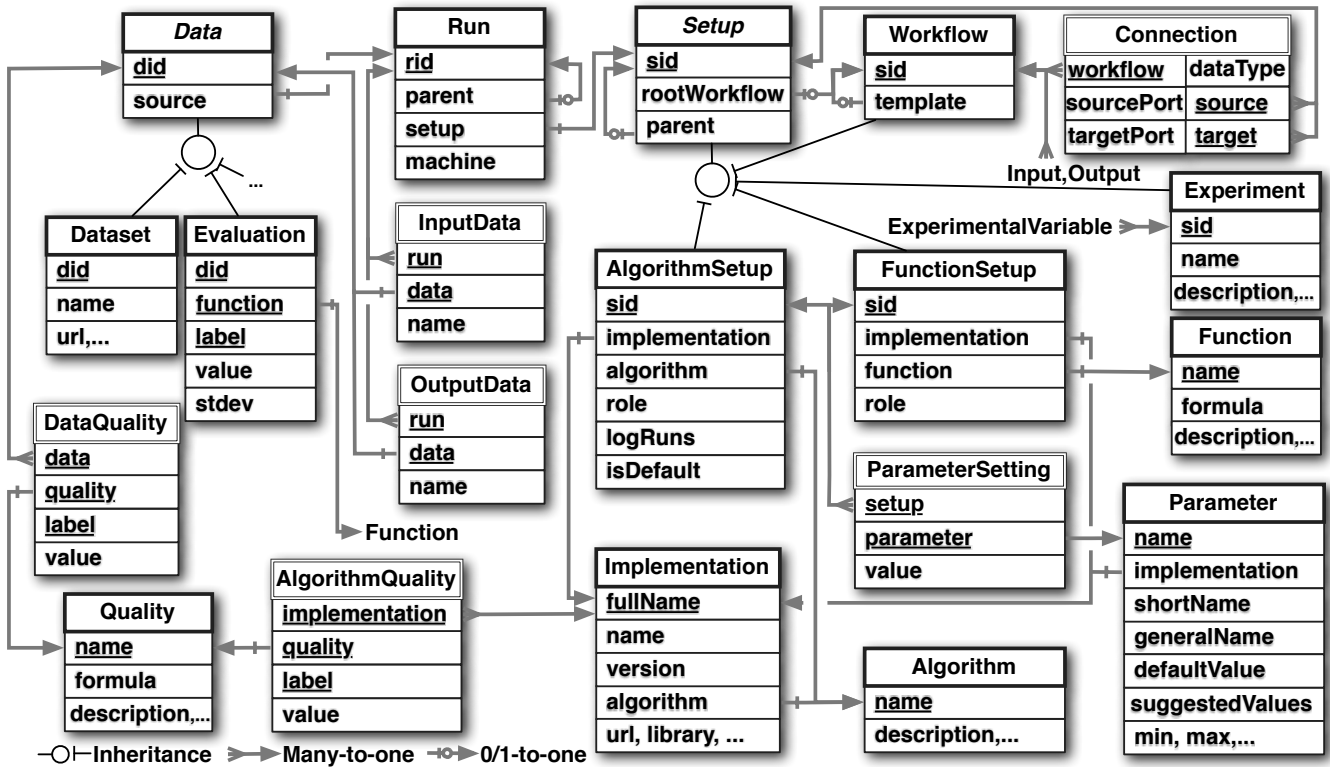 Data
did
source
...
Run
rid
parent
setup
machine
Setup
sid
rootWorkflow
parent
Workflow
sid
template
Connection
workflow dataType
sourcePort source
targetPort target
Input,Output
Dataset
did
name
url,...
Evaluation
did
function
label
value
stdev
InputData
run
data
name
OutputData
run
data
name
Function
AlgorithmSetup
sid
implementation
algorithm
role
logRuns
isDefault
FunctionSetup
sid
implementation
function
role
ExperimentalVariable
Experiment
sid
name
description,...
Function
name
formula
description,...
DataQuality
data
quality
label
value
Quality
name
formula
description,...
AlgorithmQuality
implementation
quality
label
value
Implementation
fullName
name
version
algorithm
url, library, ...
ParameterSetting
setup
parameter
value
Algorithm
name
description,...
Parameter
name
implementation
shortName
generalName
defaultValue
suggestedValues
min, max,...
Inheritance
Many-to-one
0/1-to-one